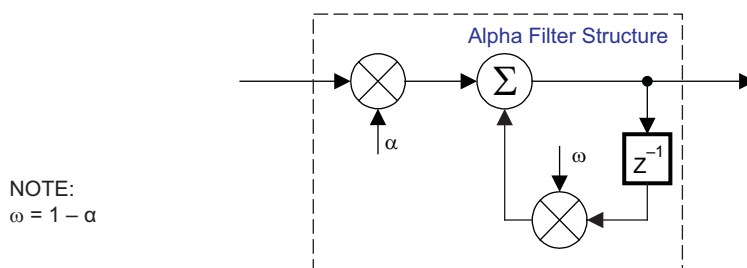 Alpha Filter Structure
Σ
α
ω
Z⁻¹
NOTE:
ω = 1 – α